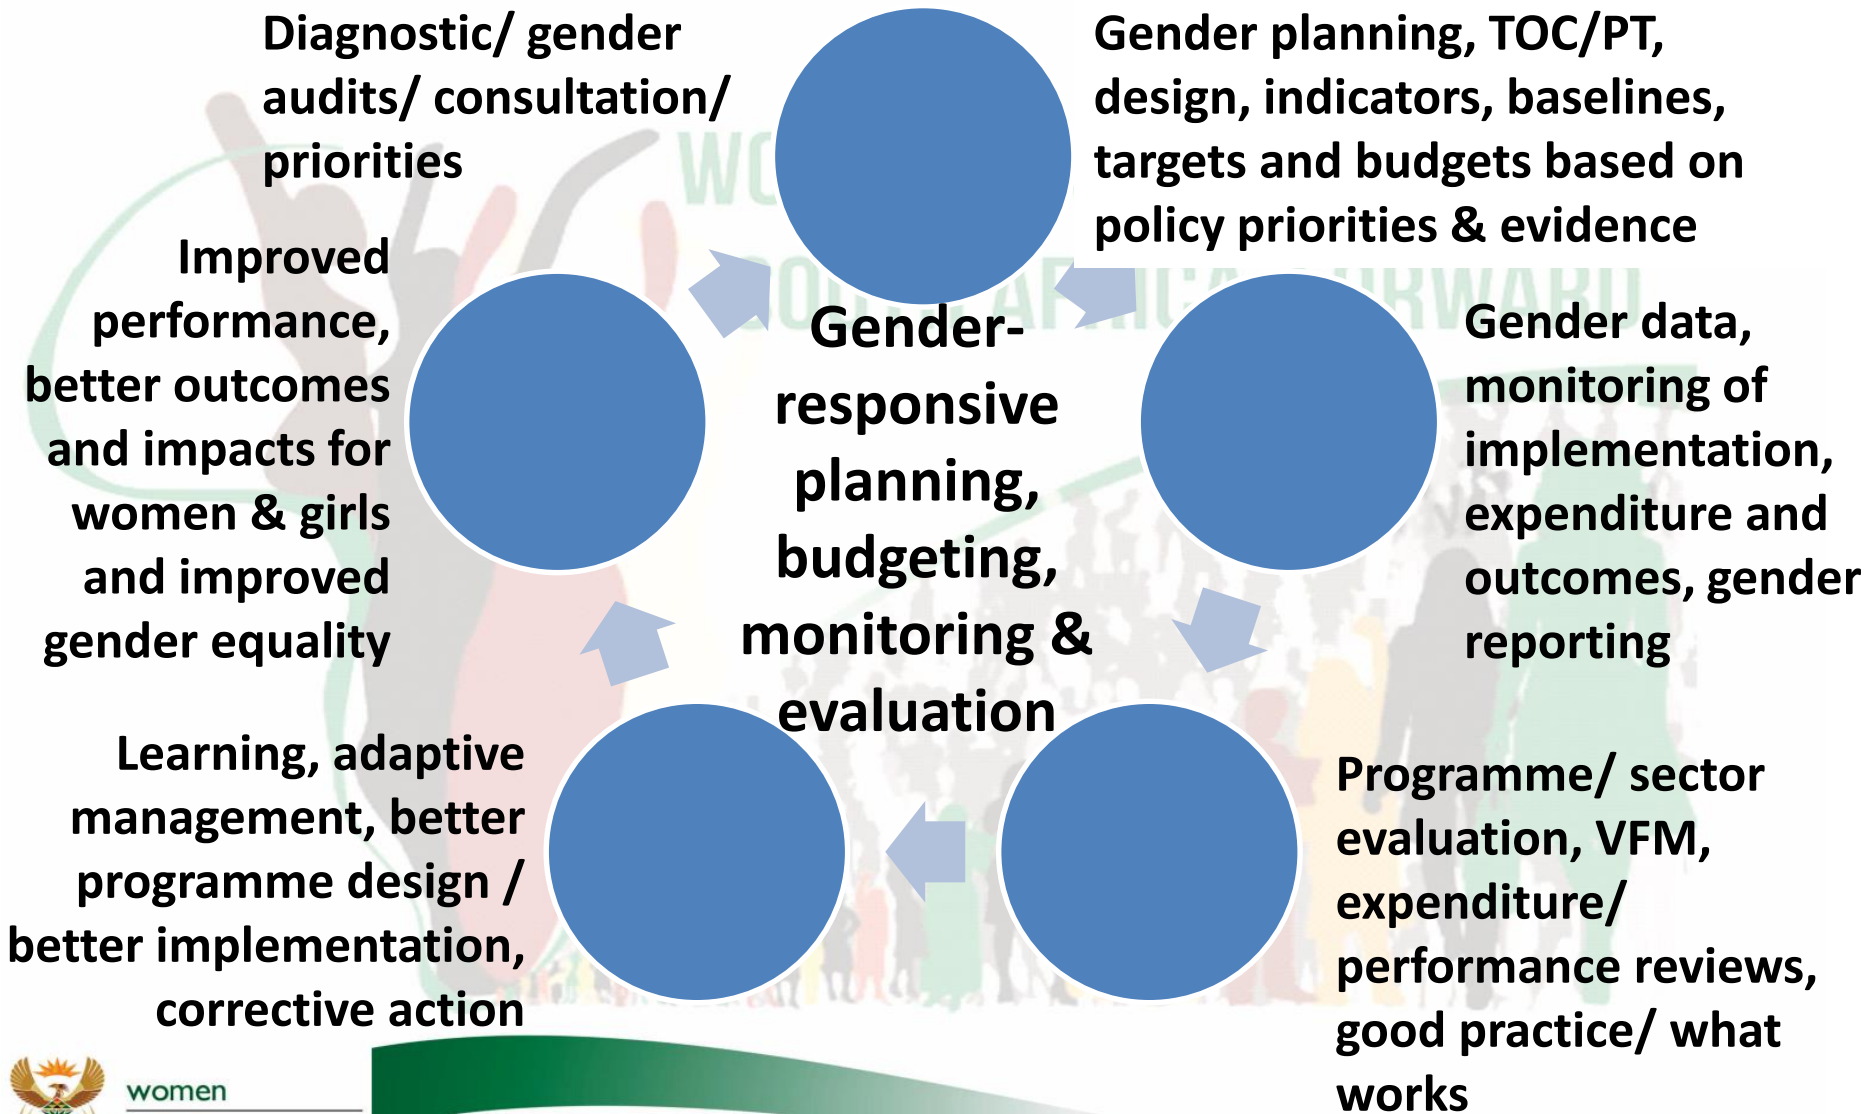 Diagnostic/ gender
audits/ consultation/
priorities
Gender planning, TOC/PT,
design, indicators, baselines,
targets and budgets based on
policy priorities & evidence
Gender data,
monitoring of
implementation,
expenditure and
outcomes, gender
reporting
Programme/ sector
evaluation, VFM,
expenditure/
performance reviews,
good practice/ what
works
Learning, adaptive
management, better
programme design /
better implementation,
corrective action
Improved
performance,
better outcomes
and impacts for
women & girls
and improved
gender equality
Gender-
responsive
planning,
budgeting,
monitoring &
evaluation
women